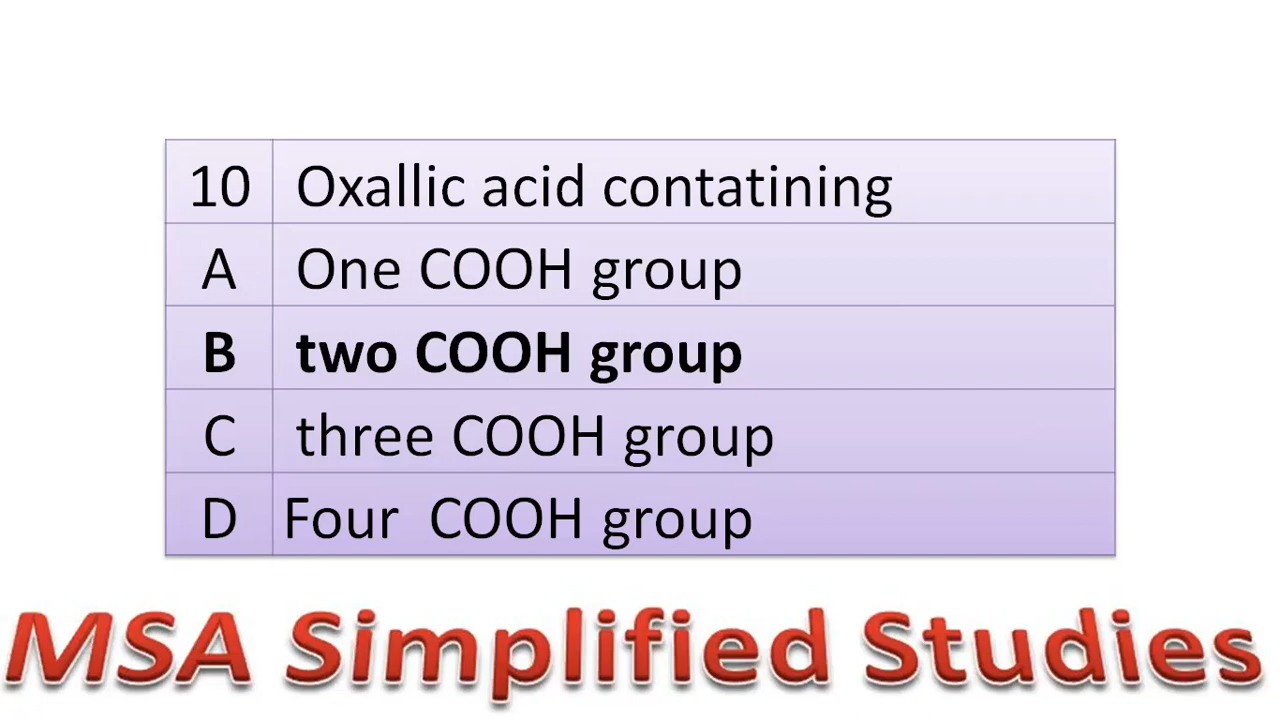 10 Oxallic acid contatining
A One COOH group
B two COOH group
C three COOH group
D Four COOH group
MSA Simplified Studies